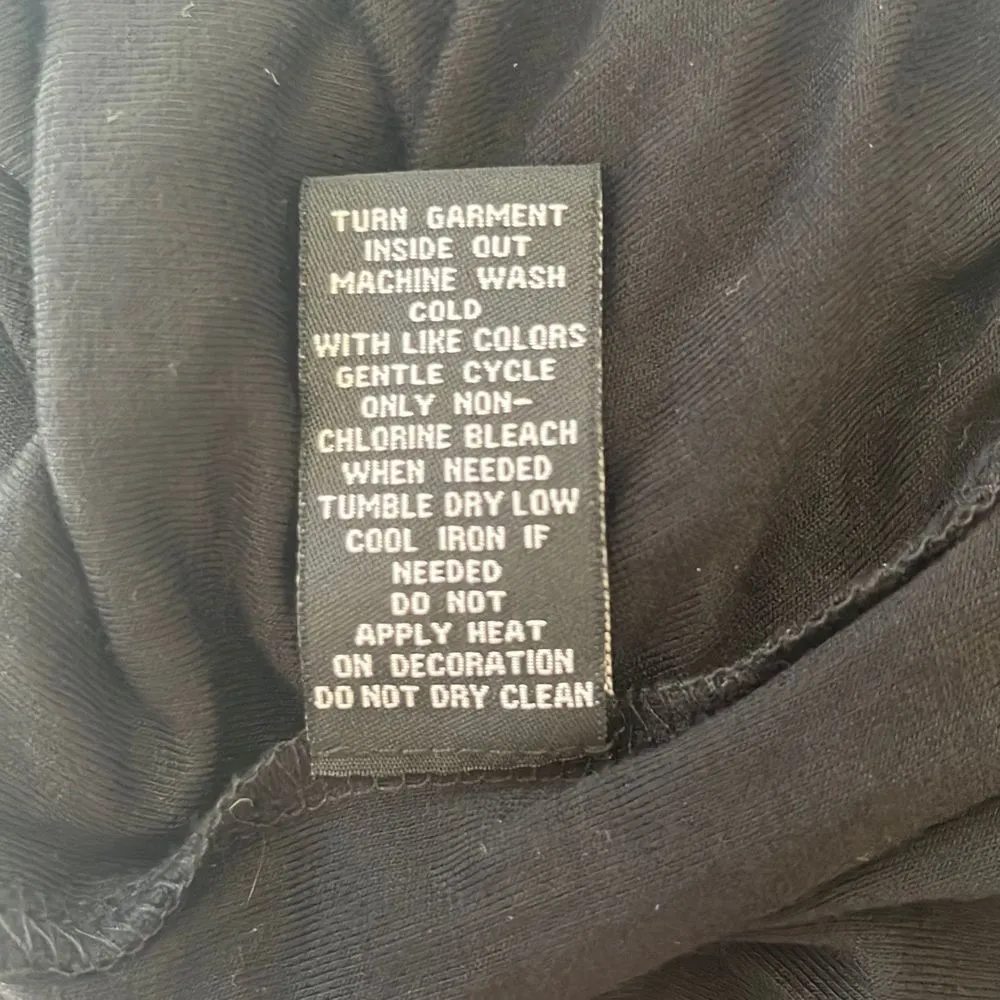 TURN GARMENT
INSIDE OUT
MACHINE WASH
COLD
WITH LIKE COLORS
GENTLE CYCLE
ONLY NON-
CHLORINE BLEACH
WHEN NEEDED
TUMBLE DRY LOW
COOL IRON IF
NEEDED
DO NOT
APPLY HEAT
ON DECORATION
DO NOT DRY CLEAN